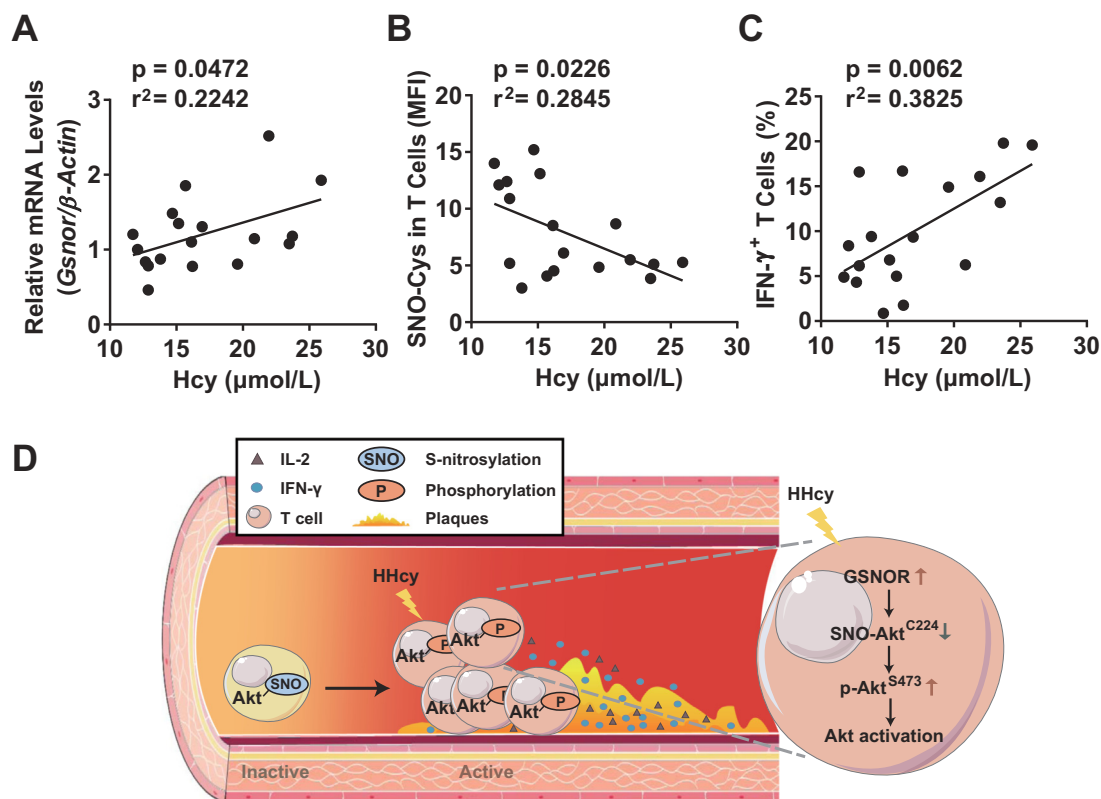 A
p = 0.0472
r²= 0.2242
Relative mRNA Levels
(Gsnor/β-Actin)
3
2
1
0
10 15 20 25 30
Hcy (μmol/L)
B
p = 0.0226
r²= 0.2845
SNO-Cys in T Cells (MFI)
20
15
10
5
0
10 15 20 25 30
Hcy (μmol/L)
C
p = 0.0062
r²= 0.3825
IFN-γ⁺ T Cells (%)
25
20
15
10
5
0
10 15 20 25 30
Hcy (μmol/L)
D
IL-2
SNO S-nitrosylation
IFN-γ
P Phosphorylation
T cell
Plaques
HHcy
Akt SNO
Akt P
Akt P
Akt
Akt P
Akt P
Inactive
Active
HHcy
GSNOR ↑
SNO-Akt^C224 ↓
p-Akt^S473 ↑
Akt activation